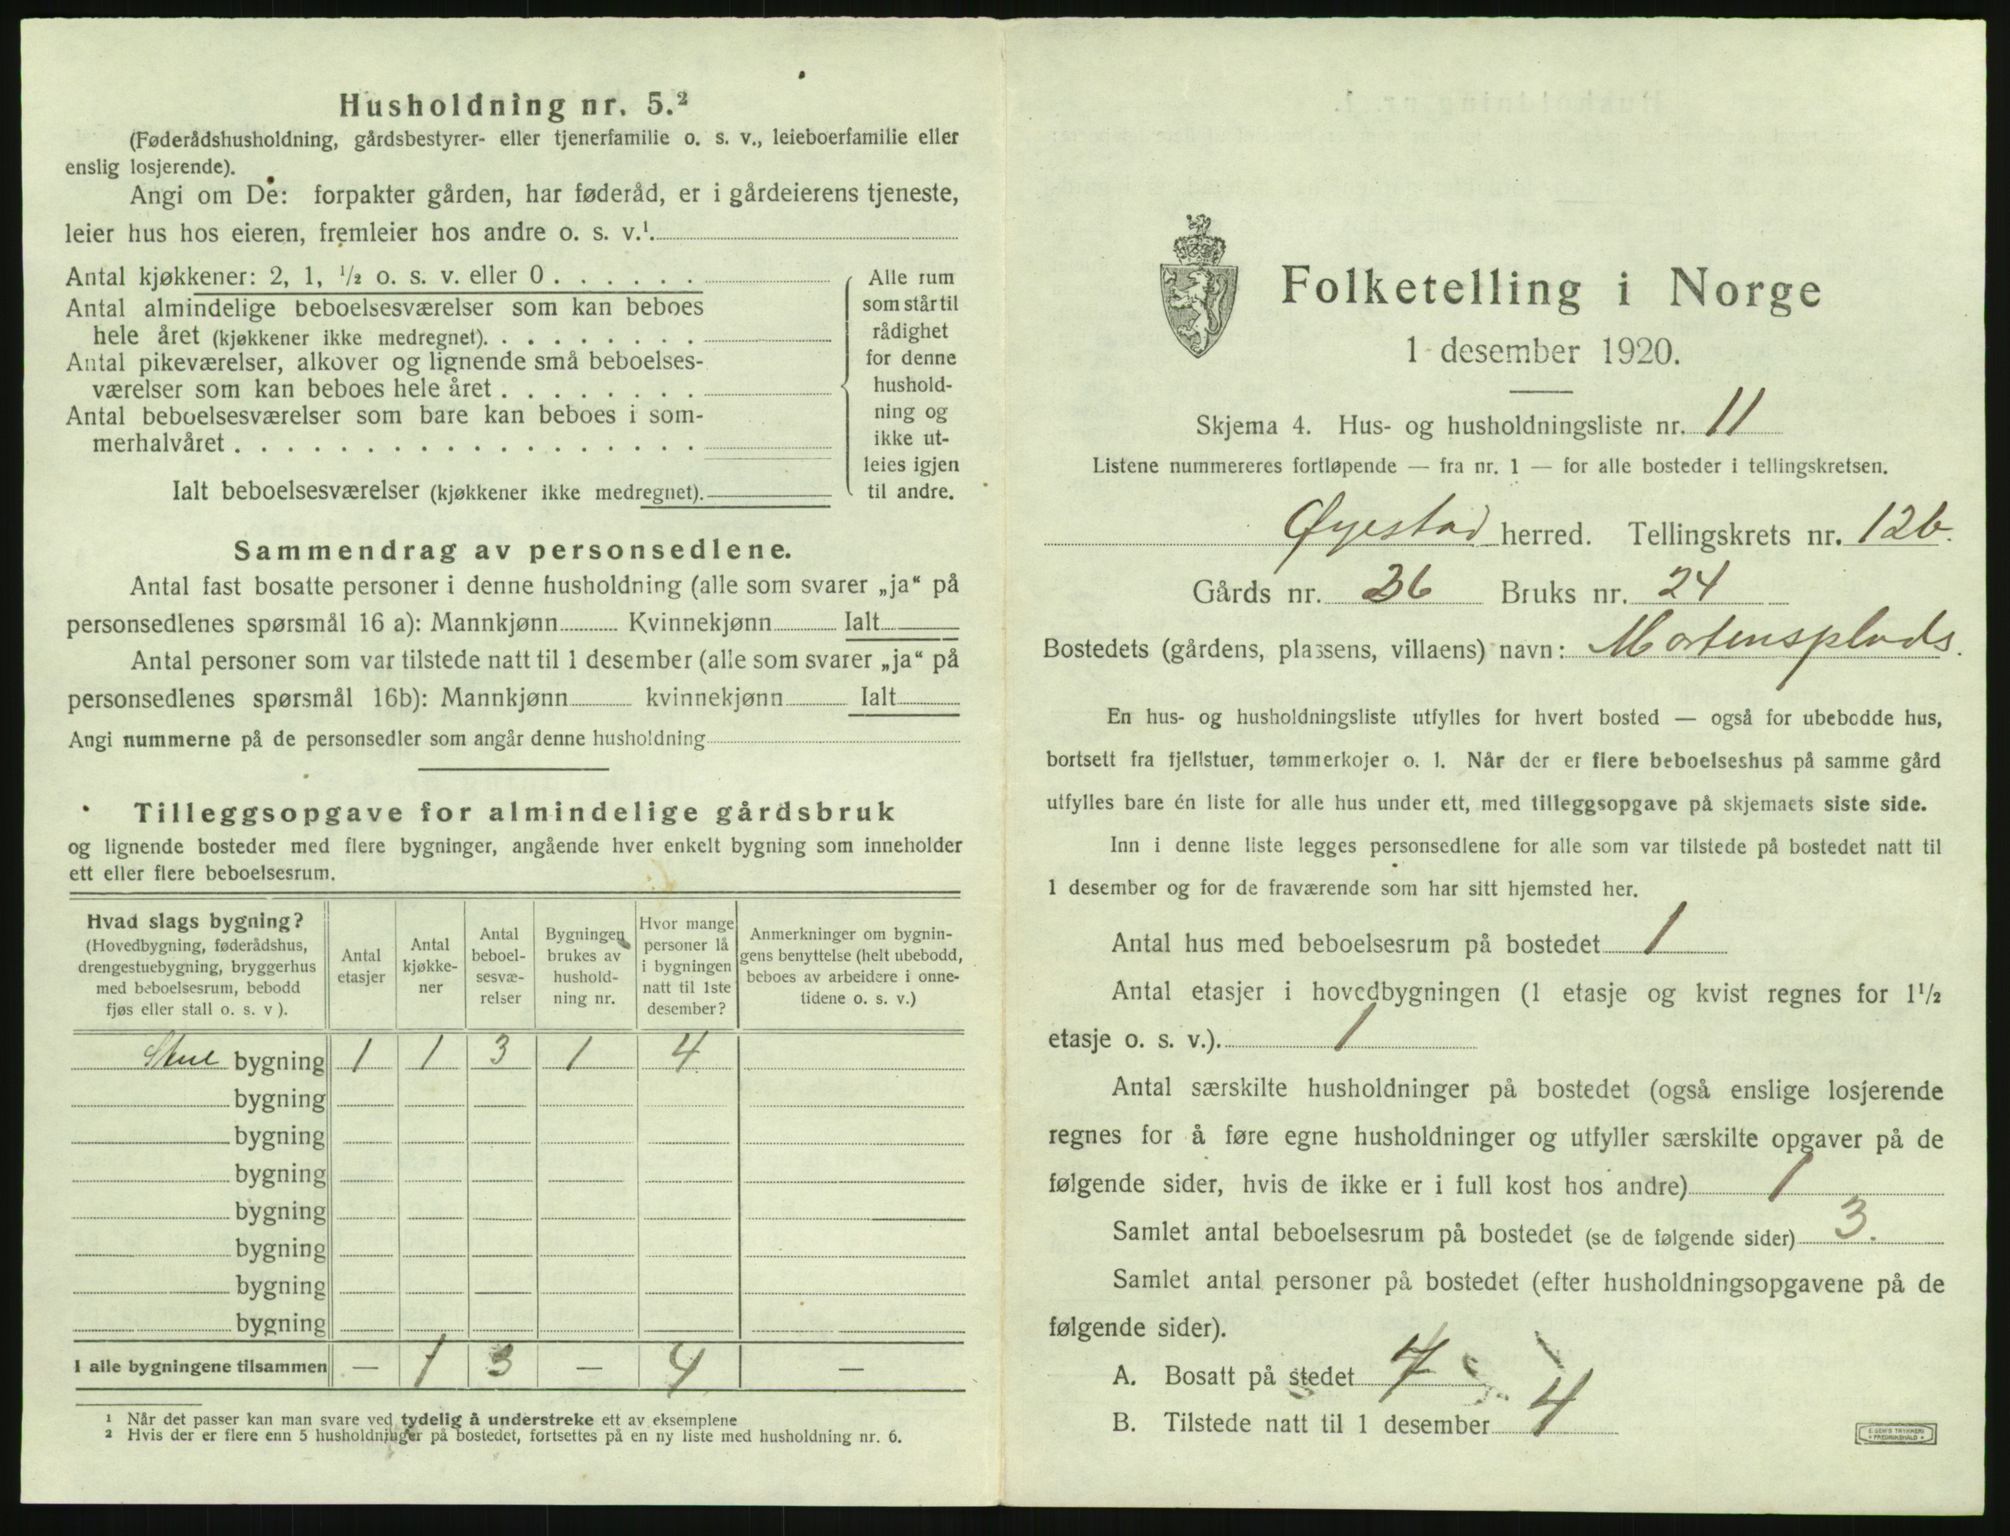 Husholdning nr. 5.²
(Føderådshusholdning, gårdsbestyrer- eller tjenerfamilie o. s. v., leieboerfamilie eller
enslig losjerende).
Angi om De: forpakter gården, har føderåd, er i gårdeierens tjeneste,
leier hus hos eieren, fremleier hos andre o. s. v.¹.
Antal kjøkkener: 2, 1, ½ o. s. v. eller 0 . . . . . .
Antal almindelige beboelsesværelser som kan beboes
hele året (kjøkkener ikke medregnet). . . . . . . . .
Antal pikeværelser, alkover og lignende små beboelses-
værelser som kan beboes hele året . . . . . . . .
Antal beboelsesværelser som bare kan beboes i som-
merhalvåret . . . . . . . . . . . . . . . . . .
Ialt beboelsesværelser (kjøkkener ikke medregnet).
Alle rum
som står til
rådighet
for denne
hushold-
ning og
ikke ut-
leies igjen
til andre.
Sammendrag av personsedlene.
Antal fast bosatte personer i denne husholdning (alle som svarer „ja“ på
personsedlenes spørsmål 16 a): Mannkjønn Kvinnekjønn Ialt
Antal personer som var tilstede natt til 1 desember (alle som svarer „ja“ på
personsedlenes spørsmål 16b): Mannkjønn kvinnekjønn Ialt
Angi nummerne på de personsedler som angår denne husholdning
Tilleggsopgave for almindelige gårdsbruk
og lignende bosteder med flere bygninger, angående hver enkelt bygning som inneholder
ett eller flere beboelsesrum.
Hvad slags bygning?
(Hovedbygning, føderådshus,
drengestuebygning, bryggerhus
med beboelsesrum, bebodd
fjøs eller stall o. s. v ).
Antal
etasjer
Antal
kjøkke-
ner
Antal
beboel-
sesvæ-
relser
Bygningen
brukes av
hushold-
ning nr.
Hvor mange
personer lå
i bygningen
natt til 1ste
desember?
Anmerkninger om bygnin-
gens benyttelse (helt ubebodd,
beboes av arbeidere i onne-
tidene o. s. v.)
bygning 1 1 3 1 4
bygning
bygning
bygning
bygning
bygning
bygning
bygning
I alle bygningene tilsammen — 1 3 — 4 —
¹ Når det passer kan man svare ved tydelig å understreke ett av eksemplene
² Hvis der er flere enn 5 husholdninger på bostedet, fortsettes på en ny liste med husholdning nr. 6.
Folketelling i Norge
1 desember 1920.
Skjema 4. Hus- og husholdningsliste nr. 11
Listene nummereres fortløpende — fra nr. 1 — for alle bosteder i tellingskretsen.
Øyestad herred. Tellingskrets nr. 12b.
Gårds nr. 36 Bruks nr. 24
Bostedets (gårdens, plassens, villaens) navn: Mortensplads.
En hus- og husholdningsliste utfylles for hvert bosted — også for ubebodde hus,
bortsett fra fjellstuer, tømmerkojer o. l. Når der er flere beboelseshus på samme gård
utfylles bare én liste for alle hus under ett, med tilleggsopgave på skjemaets siste side.
Inn i denne liste legges personsedlene for alle som var tilstede på bostedet natt til
1 desember og for de fraværende som har sitt hjemsted her.
Antal hus med beboelsesrum på bostedet 1
Antal etasjer i hovedbygningen (1 etasje og kvist regnes for 1½
etasje o. s. v.). 1
Antal særskilte husholdninger på bostedet (også enslige losjerende
regnes for å føre egne husholdninger og utfyller særskilte opgaver på de
følgende sider, hvis de ikke er i full kost hos andre) 1
Samlet antal beboelsesrum på bostedet (se de følgende sider) 3.
Samlet antal personer på bostedet (efter husholdningsopgavene på de
følgende sider).
A. Bosatt på stedet
B. Tilstede natt til 1 desember 4